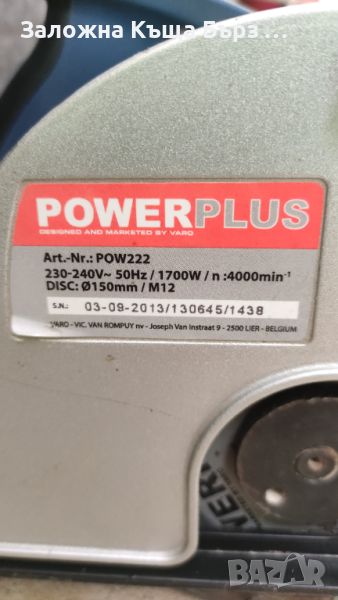 Заложна Къща Бърз ...
POWERPLUS
DESIGNED AND MARKETED BY VARO
Art.-Nr.: POW222
230-240V~ 50Hz / 1700W / n :4000min⁻¹
DISC: Ø150mm / M12
S.N.: 03-09-2013/130645/1438
VARO - VIC. VAN ROMPUY nv - Joseph Van Instraat 9 - 2500 LIER - BELGIUM
BAZAR